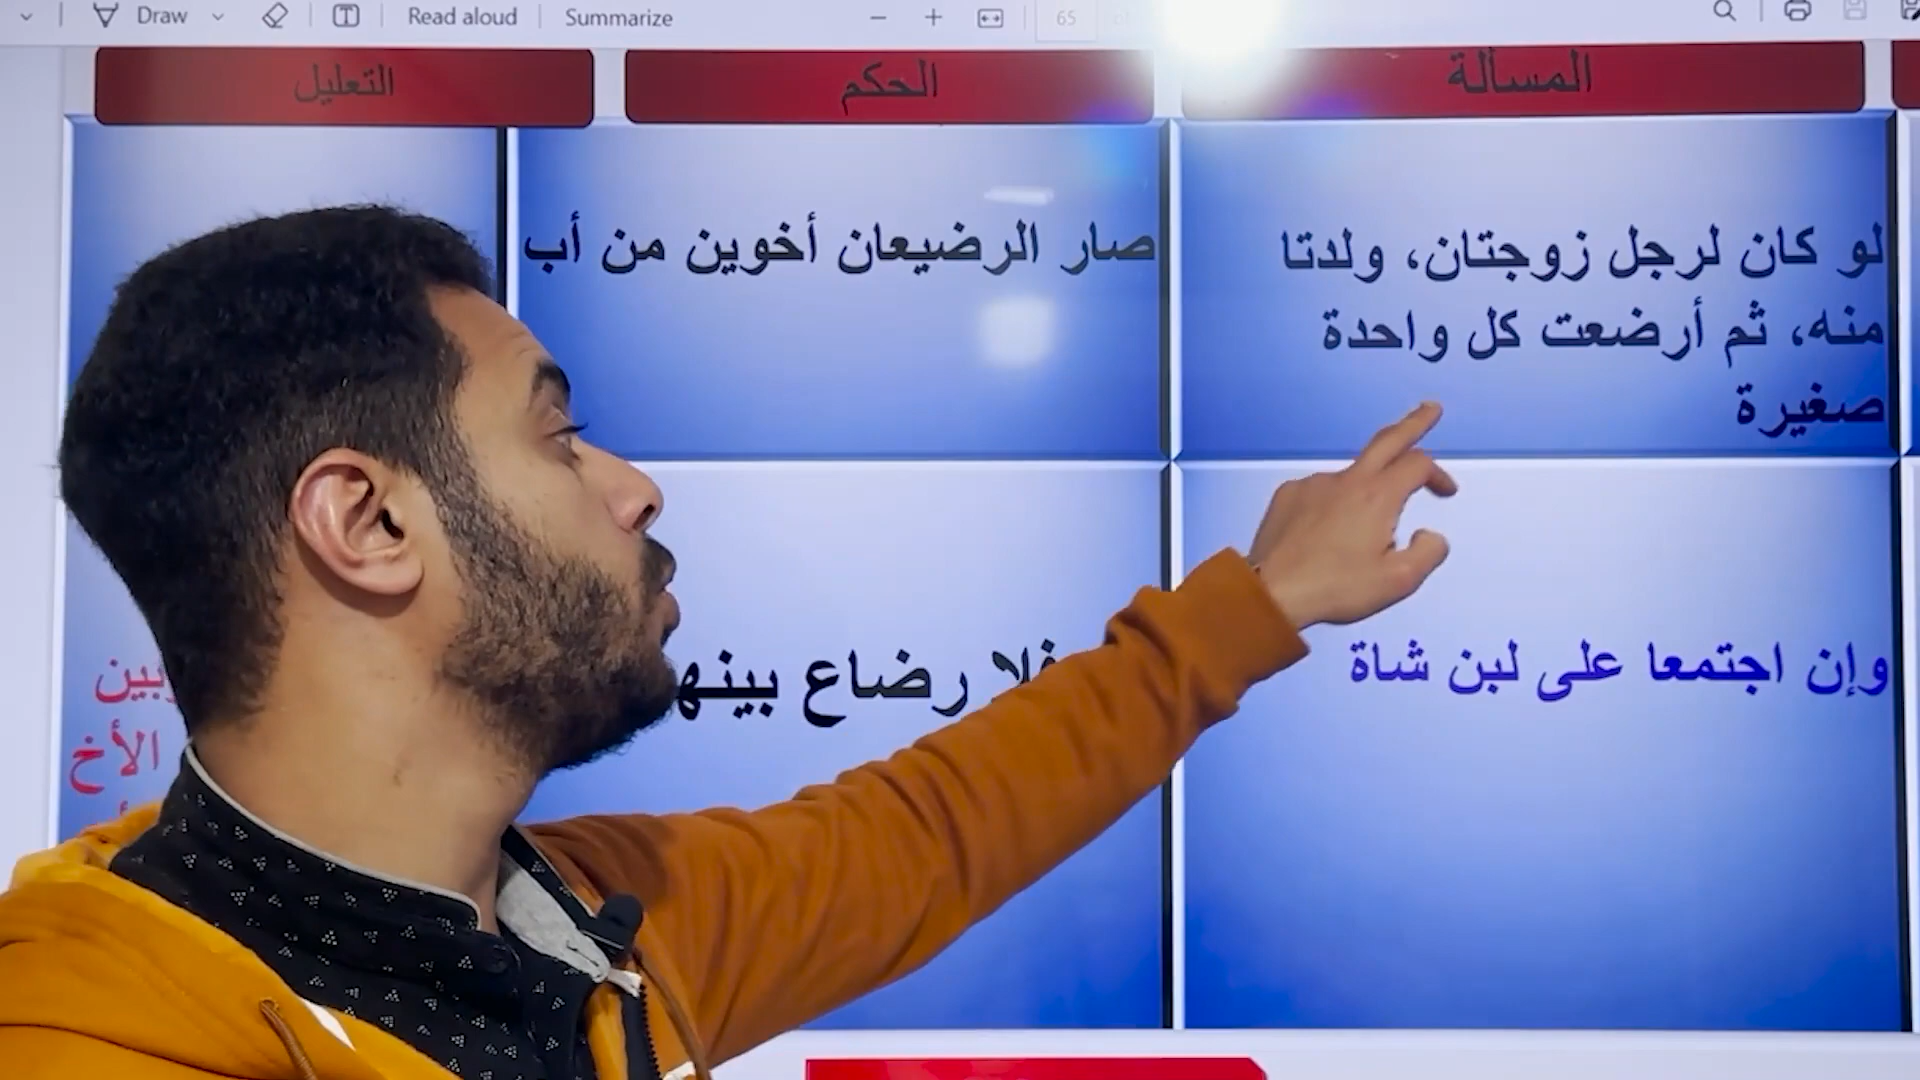 Draw
Read aloud
Summarize
65
المسألة
الحكم
التعليل
لو كان لرجل زوجتان، ولدتا
منه، ثم أرضعت كل واحدة
صغيرة
صار الرضيعان أخوين من أب
وإن اجتمعا على لبن شاة
فلا رضاع
الأخ